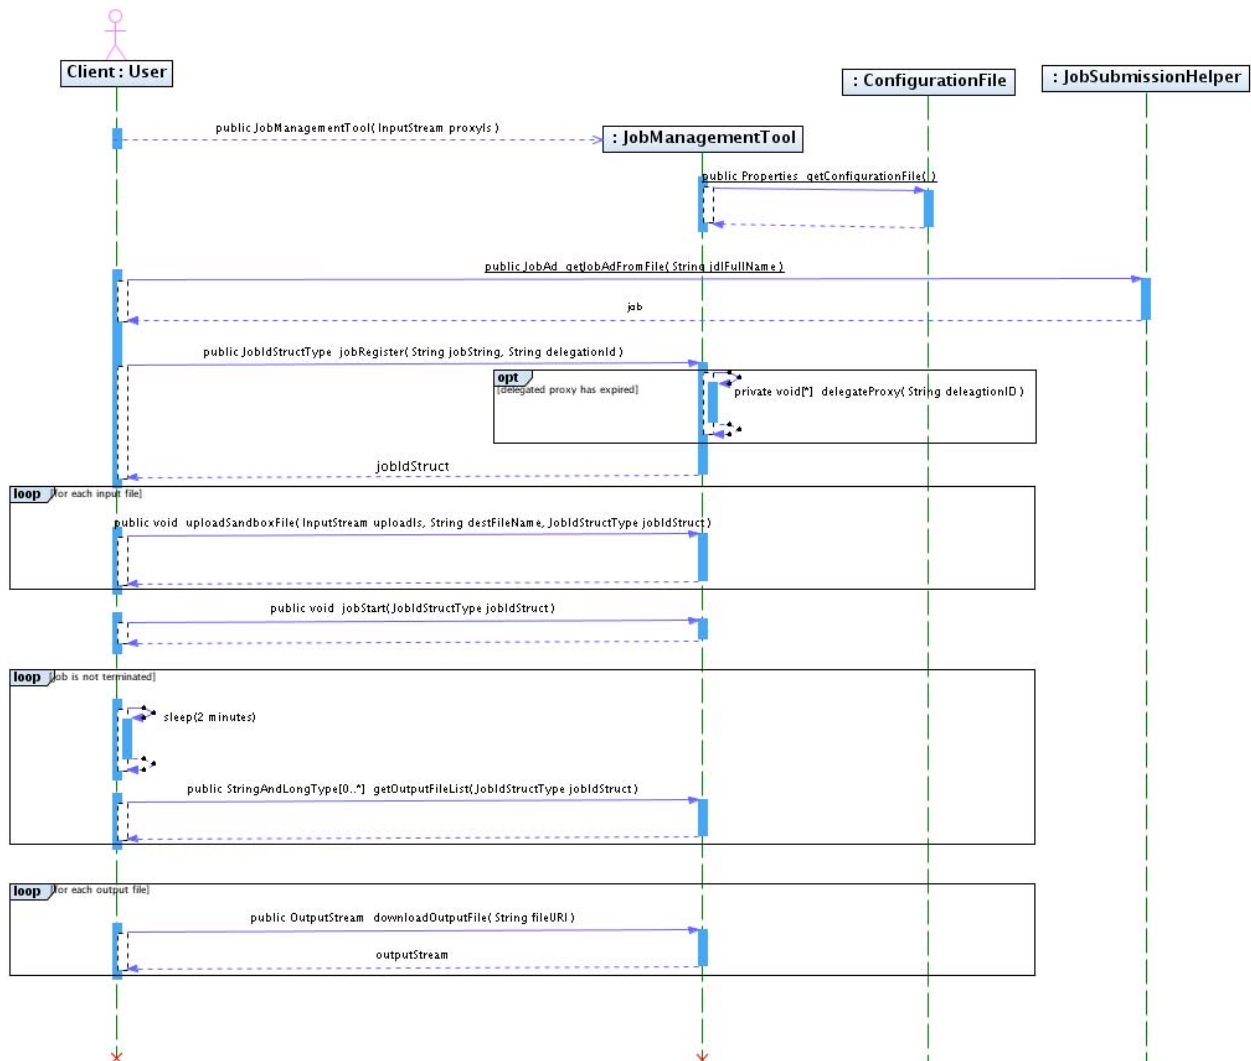 Client : User
: ConfigurationFile
: JobSubmissionHelper
public JobManagementTool( InputStream proxyIs )
: JobManagementTool
public Properties getConfigurationFile( )
public JobAd getJobAdFromFile( String jdlFullName )
job
public JobIdStructType jobRegister( String jobString, String delegationId )
opt
[delegated proxy has expired]
private void[*] delegateProxy( String deleagtionID )
jobIdStruct
loop [for each input file]
public void uploadSandboxFile( InputStream uploadIs, String destFileName, JobIdStructType jobIdStruct )
public void jobStart( JobIdStructType jobIdStruct )
loop [job is not terminated]
sleep(2 minutes)
public StringAndLongType[0..*] getOutputFileList( JobIdStructType jobIdStruct )
loop [for each output file]
public OutputStream downloadOutputFile( String fileURI )
outputStream